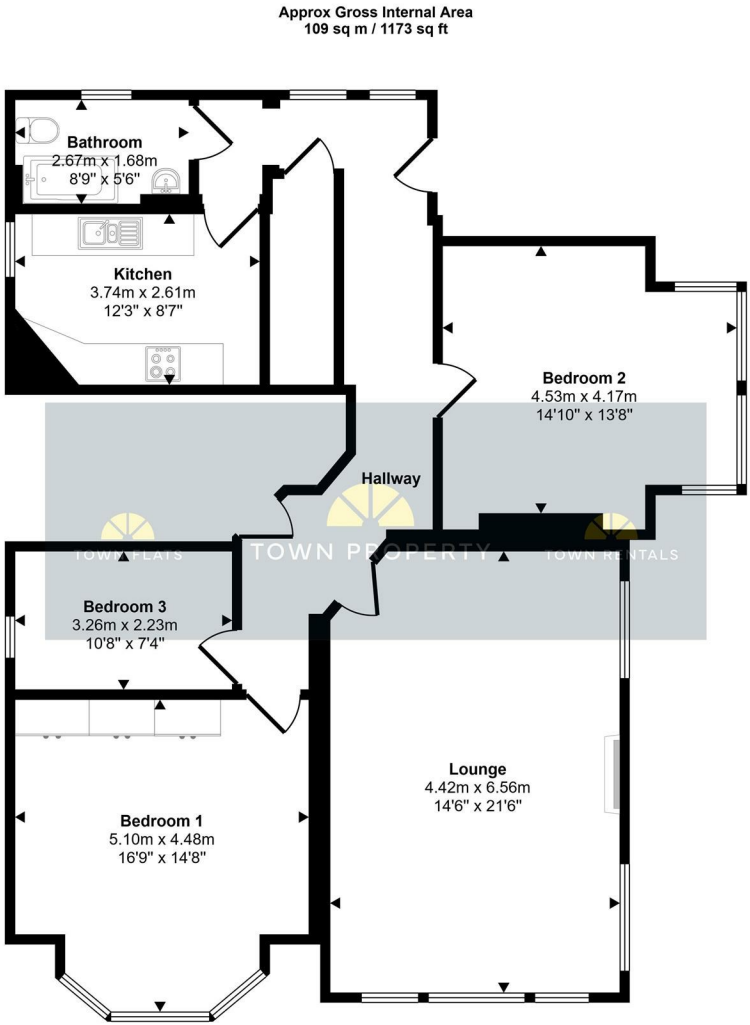 Approx Gross Internal Area
109 sq m / 1173 sq ft
Bathroom
2.67m x 1.68m
8'9" x 5'6"
Kitchen
3.74m x 2.61m
12'3" x 8'7"
Bedroom 2
4.53m x 4.17m
14'10" x 13'8"
Hallway
TOWN FLATS
TOWN PROPERTY
TOWN RENTALS
Bedroom 3
3.26m x 2.23m
10'8" x 7'4"
Lounge
4.42m x 6.56m
14'6" x 21'6"
Bedroom 1
5.10m x 4.48m
16'9" x 14'8"